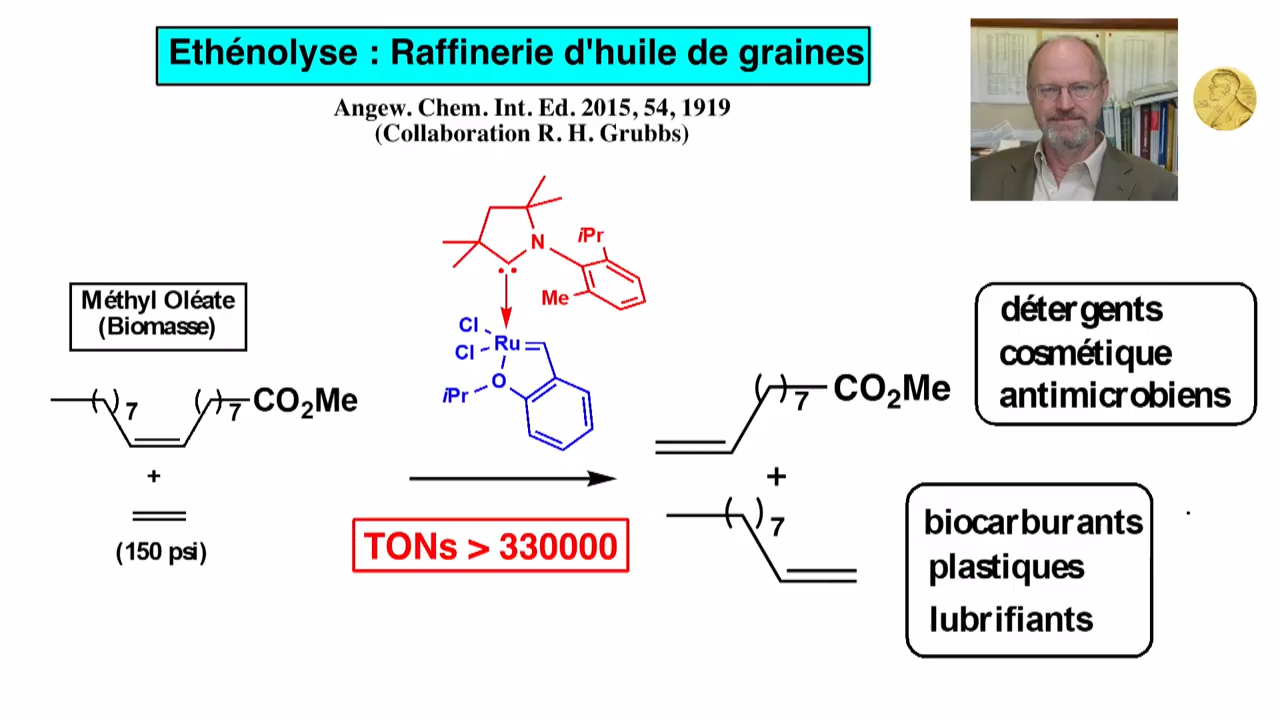 Ethénolyse : Raffinerie d'huile de graines
Angew. Chem. Int. Ed. 2015, 54, 1919
(Collaboration R. H. Grubbs)
N
iPr
Me
Cl
Cl
Ru
O
iPr
Méthyl Oléate
(Biomasse)
( )7 ( )7 CO2Me
+
(150 psi)
TONs > 330000
( )7 CO2Me
+
( )7
détergents
cosmétique
antimicrobiens
biocarburants
plastiques
lubrifiants